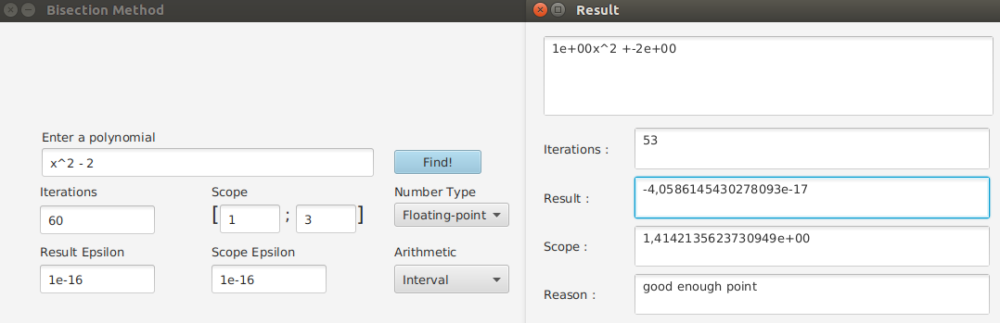 Bisection Method
Enter a polynomial
x^2 - 2
Find!
Iterations
Scope
Number Type
60
[ 1 ; 3 ]
Floating-point
Result Epsilon
Scope Epsilon
Arithmetic
1e-16
1e-16
Interval
Result
1e+00x^2 +-2e+00
Iterations : 53
Result : -4,0586145430278093e-17
Scope : 1,4142135623730949e+00
Reason : good enough point